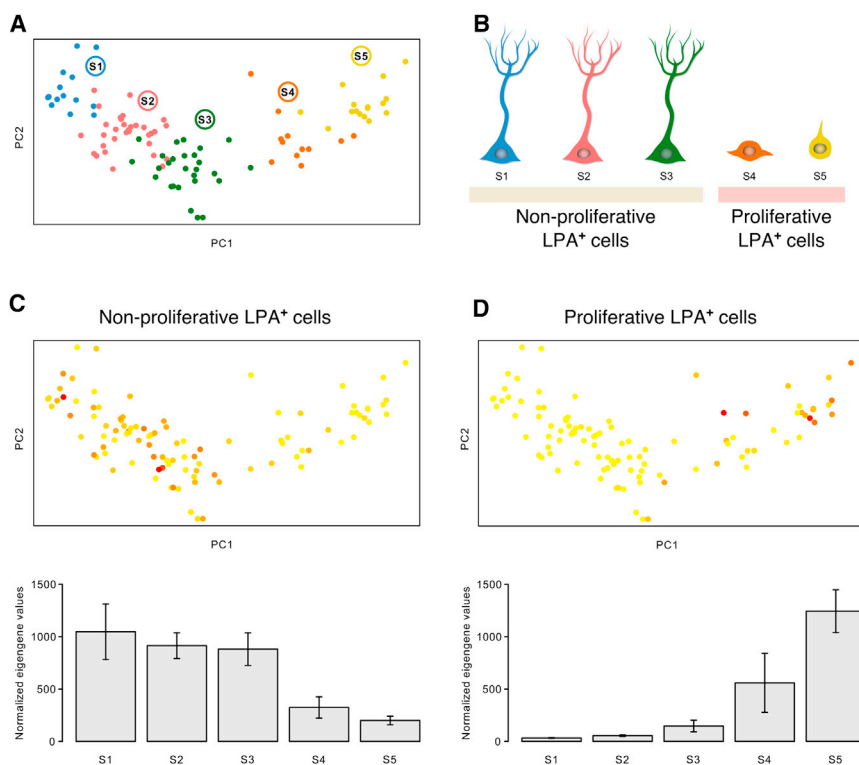 A
S1
S2
S3
S4
S5
PC2
PC1
B
S1 S2 S3 S4 S5
Non-proliferative
LPA⁺ cells
Proliferative
LPA⁺ cells
C
Non-proliferative LPA⁺ cells
PC2
PC1
Normalized eigengene values
1500
1000
500
0
S1 S2 S3 S4 S5
D
Proliferative LPA⁺ cells
PC2
PC1
Normalized eigengene values
1500
1000
500
0
S1 S2 S3 S4 S5